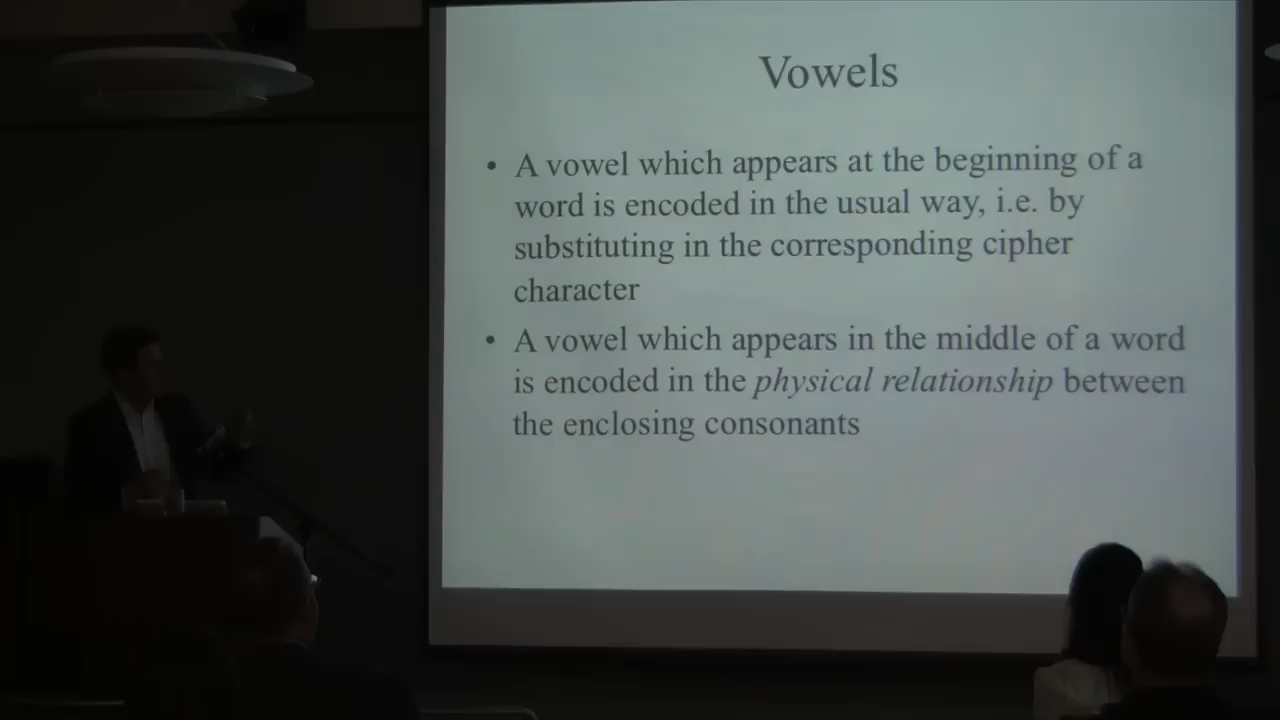 Vowels
• A vowel which appears at the beginning of a
word is encoded in the usual way, i.e. by
substituting in the corresponding cipher
character
• A vowel which appears in the middle of a word
is encoded in the physical relationship between
the enclosing consonants